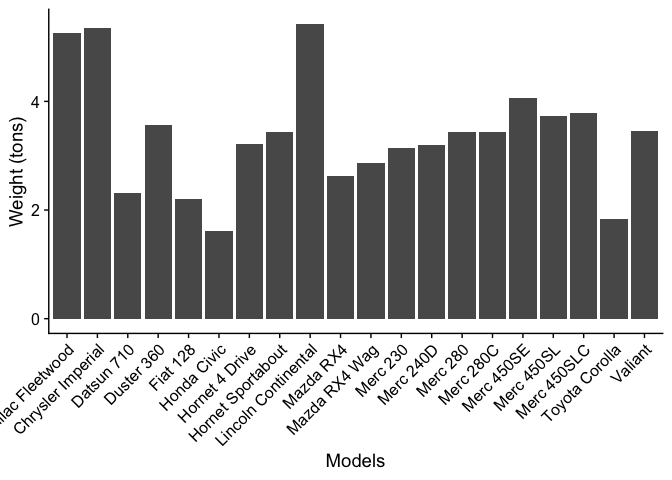 Weight (tons)
4
2
0
lac Fleetwood
Chrysler Imperial
Datsun 710
Duster 360
Fiat 128
Honda Civic
Hornet 4 Drive
Hornet Sportabout
Lincoln Continental
Mazda RX4
Mazda RX4 Wag
Merc 230
Merc 240D
Merc 280
Merc 280C
Merc 450SE
Merc 450SL
Merc 450SLC
Toyota Corolla
Valiant
Models